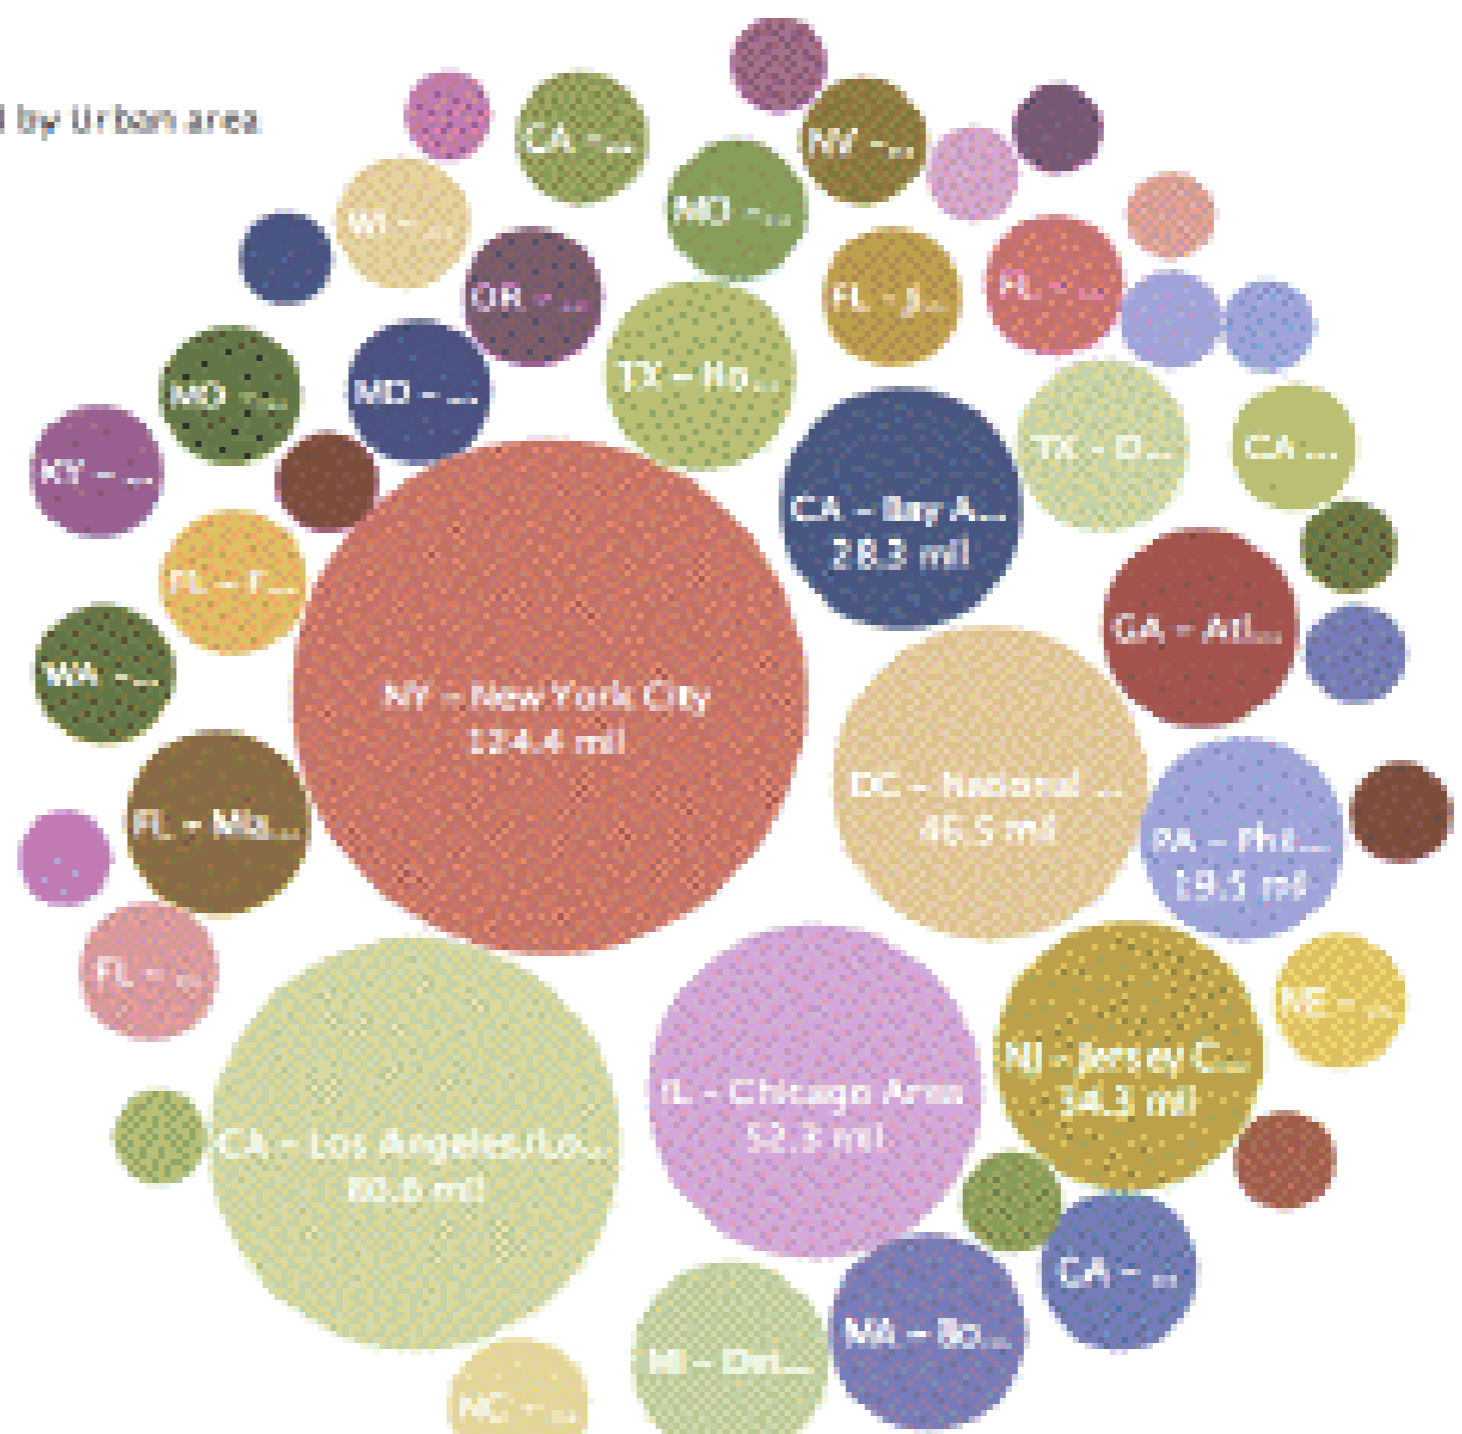 by Urban area
CA – ...
NY – ...
MO – ...
WI – ...
OR – ...
FL – J...
FL – ...
TX – Ho...
MO – ...
MD – ...
TX – D...
CA ...
KY – ...
CA – Bay A...
28.3 mil
FL – T...
GA – Atl...
WA – ...
NY – New York City
124.4 mil
DC – National ...
46.5 mil
FL – Mia...
PA – Phil...
19.5 mil
FL – ...
NE – ...
NJ – Jersey C...
34.3 mil
IL – Chicago Area
52.3 mil
CA – Los Angeles/Lo...
80.6 mil
CA – ...
MA – Bo...
MI – Det...
NC – ...